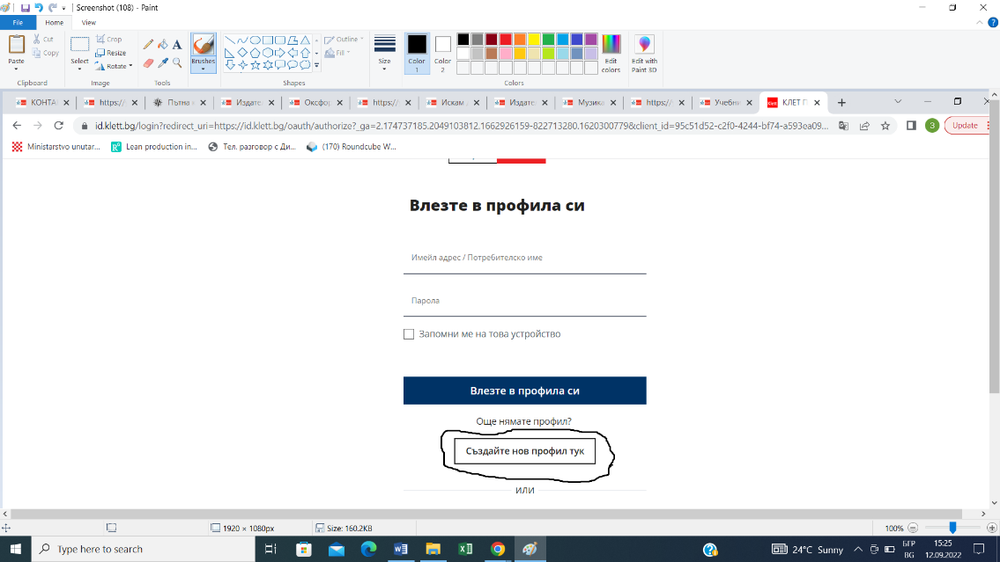 Screenshot (108) - Paint
File Home View
Paste Cut Copy Clipboard
Select Crop Resize Rotate Image
Tools
Brushes
Shapes Outline Fill
Size
Color 1 Color 2 Edit colors Colors
Edit with Paint 3D
КОНТА https:// Пътна Издате Оксфор https:// Искам Издате Музика https:// Учебни Klett КЛЕТ П
id.klett.bg/login?redirect_uri=https://id.klett.bg/oauth/authorize?_ga=2.174737185.2049103812.1662926159-822713280.1620300779&client_id=95c51d52-c2f0-4244-bf74-a593ea09... 3 Update
Ministarstvo unutar... Lean production in... Тел. разговор с Ди... (170) Roundcube W...
Влезте в профила си
Имейл адрес / Потребителско име
Парола
Запомни ме на това устройство
Влезте в профила си
Още нямате профил?
Създайте нов профил тук
или
1920 × 1080px Size: 160.2KB 100%
Type here to search 24°C Sunny БГР BG 15:25 12.09.2022